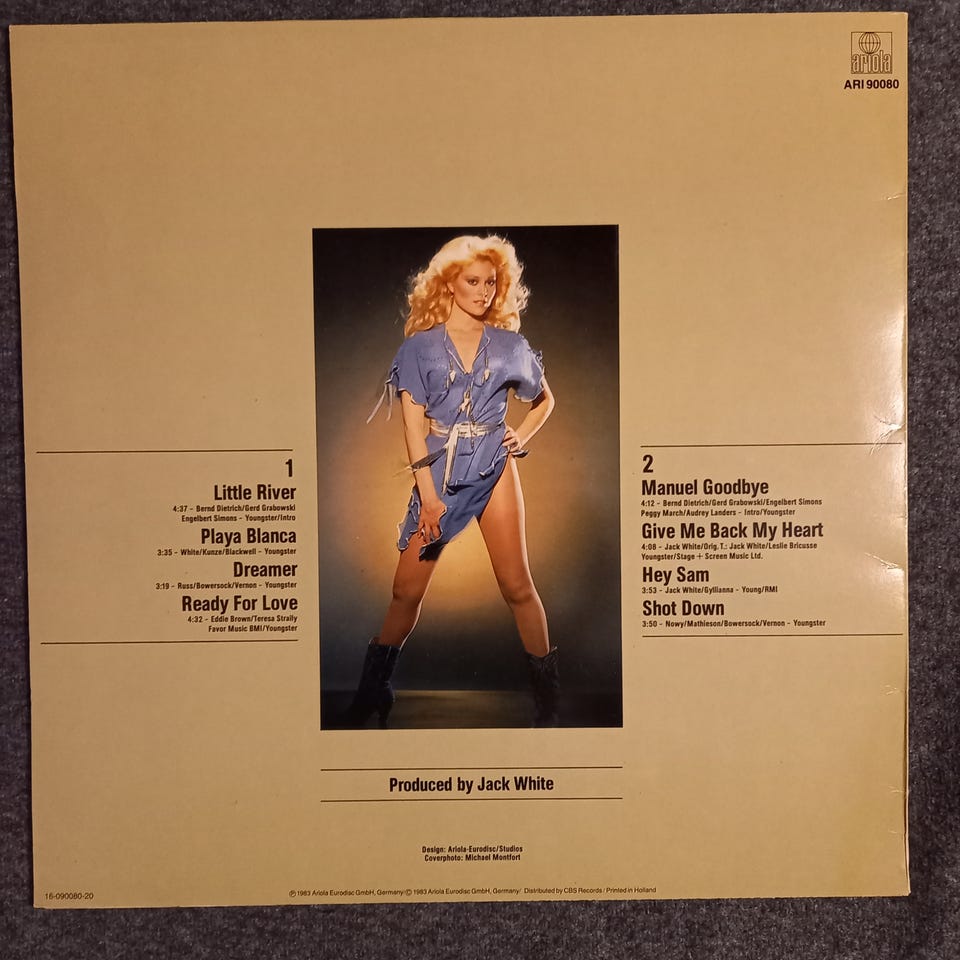 ariola
ARI 90080
1
Little River
4:37 - Bernd Dietrich/Gerd Grabowski
Engelbert Simons - Youngster/Intro
Playa Blanca
3:35 - White/Kunze/Blackwell - Youngster
Dreamer
3:19 - Russ/Bowersock/Vernon - Youngster
Ready For Love
4:32 - Eddie Brown/Teresa Straily
Favor Music BMI/Youngster
2
Manuel Goodbye
4:12 - Bernd Dietrich/Gerd Grabowski/Engelbert Simons
Peggy March/Audrey Landers - Intro/Youngster
Give Me Back My Heart
4:08 - Jack White/Orig. T.: Jack White/Leslie Bricusse
Youngster/Stage + Screen Music Ltd.
Hey Sam
3:53 - Jack White/Gyllianna - Young/RMI
Shot Down
3:50 - Nowy/Mathieson/Bowersock/Vernon - Youngster
Produced by Jack White
Design: Ariola-Eurodisc/Studios
Coverphoto: Michael Montfort
16-090080-20
℗ 1983 Ariola Eurodisc GmbH, Germany/© 1983 Ariola Eurodisc GmbH, Germany/ Distributed by CBS Records / Printed in Holland